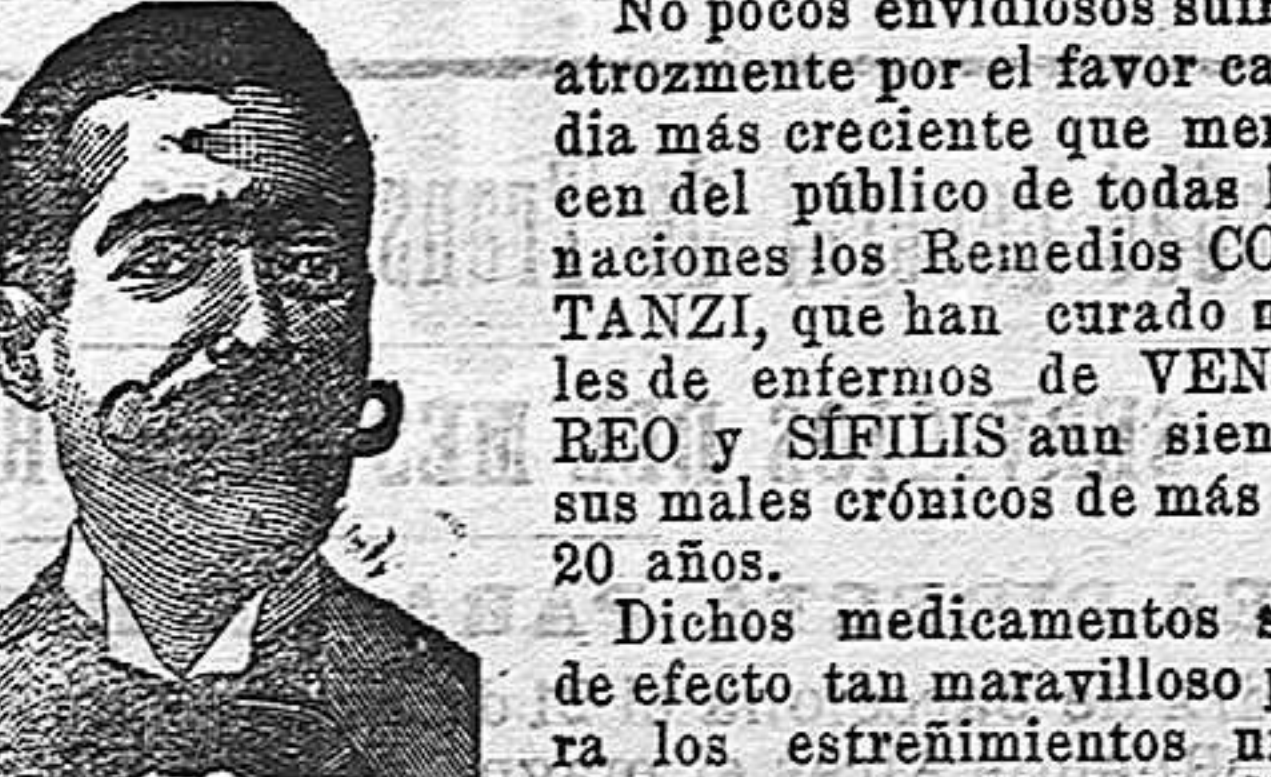 No pocos envidiosos sufr
atrozmente por el favor ca
dia más creciente que mer
cen del público de todas l
naciones los Remedios CO
TANZI, que han curado m
les de enfermos de VEN
REO y SÍFILIS aun sien
sus males crónicos de más
20 años.
Dichos medicamentos s
de efecto tan maravilloso p
ra los estreñimientos u